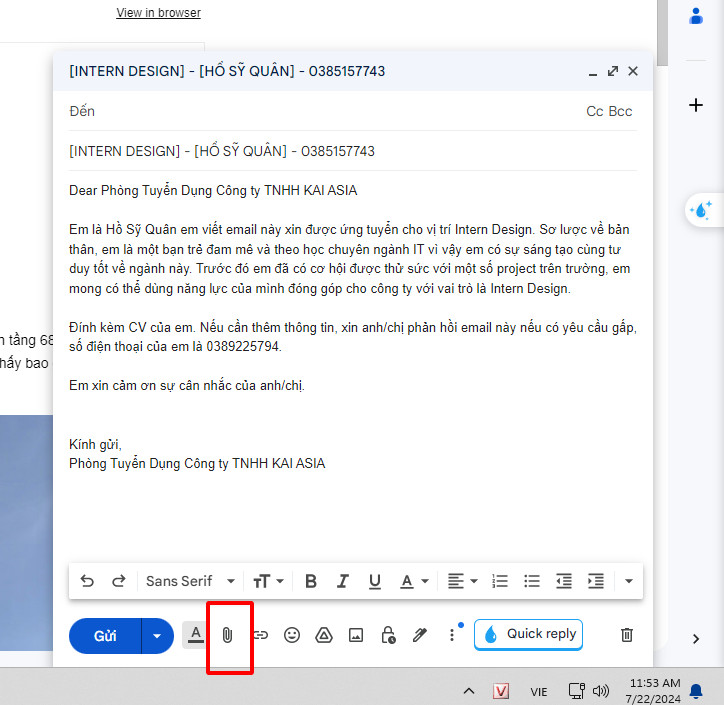 View in browser
[INTERN DESIGN] - [HỒ SỸ QUÂN] - 0385157743
Đến
Cc Bcc
[INTERN DESIGN] - [HỒ SỸ QUÂN] - 0385157743
Dear Phòng Tuyển Dụng Công ty TNHH KAI ASIA
Em là Hồ Sỹ Quân em viết email này xin được ứng tuyển cho vị trí Intern Design. Sơ lược về bản
thân, em là một bạn trẻ đam mê và theo học chuyên ngành IT vì vậy em có sự sáng tạo cùng tư
duy tốt về ngành này. Trước đó em đã có cơ hội được thử sức với một số project trên trường, em
mong có thể dùng năng lực của mình đóng góp cho công ty với vai trò là Intern Design.
Đính kèm CV của em. Nếu cần thêm thông tin, xin anh/chị phản hồi email này nếu có yêu cầu gấp,
số điện thoại của em là 0389225794.
Em xin cảm ơn sự cân nhắc của anh/chị.
Kính gửi,
Phòng Tuyển Dụng Công ty TNHH KAI ASIA
n tầng 68
hấy bao
Sans Serif
Gửi
Quick reply
VIE
11:53 AM
7/22/2024